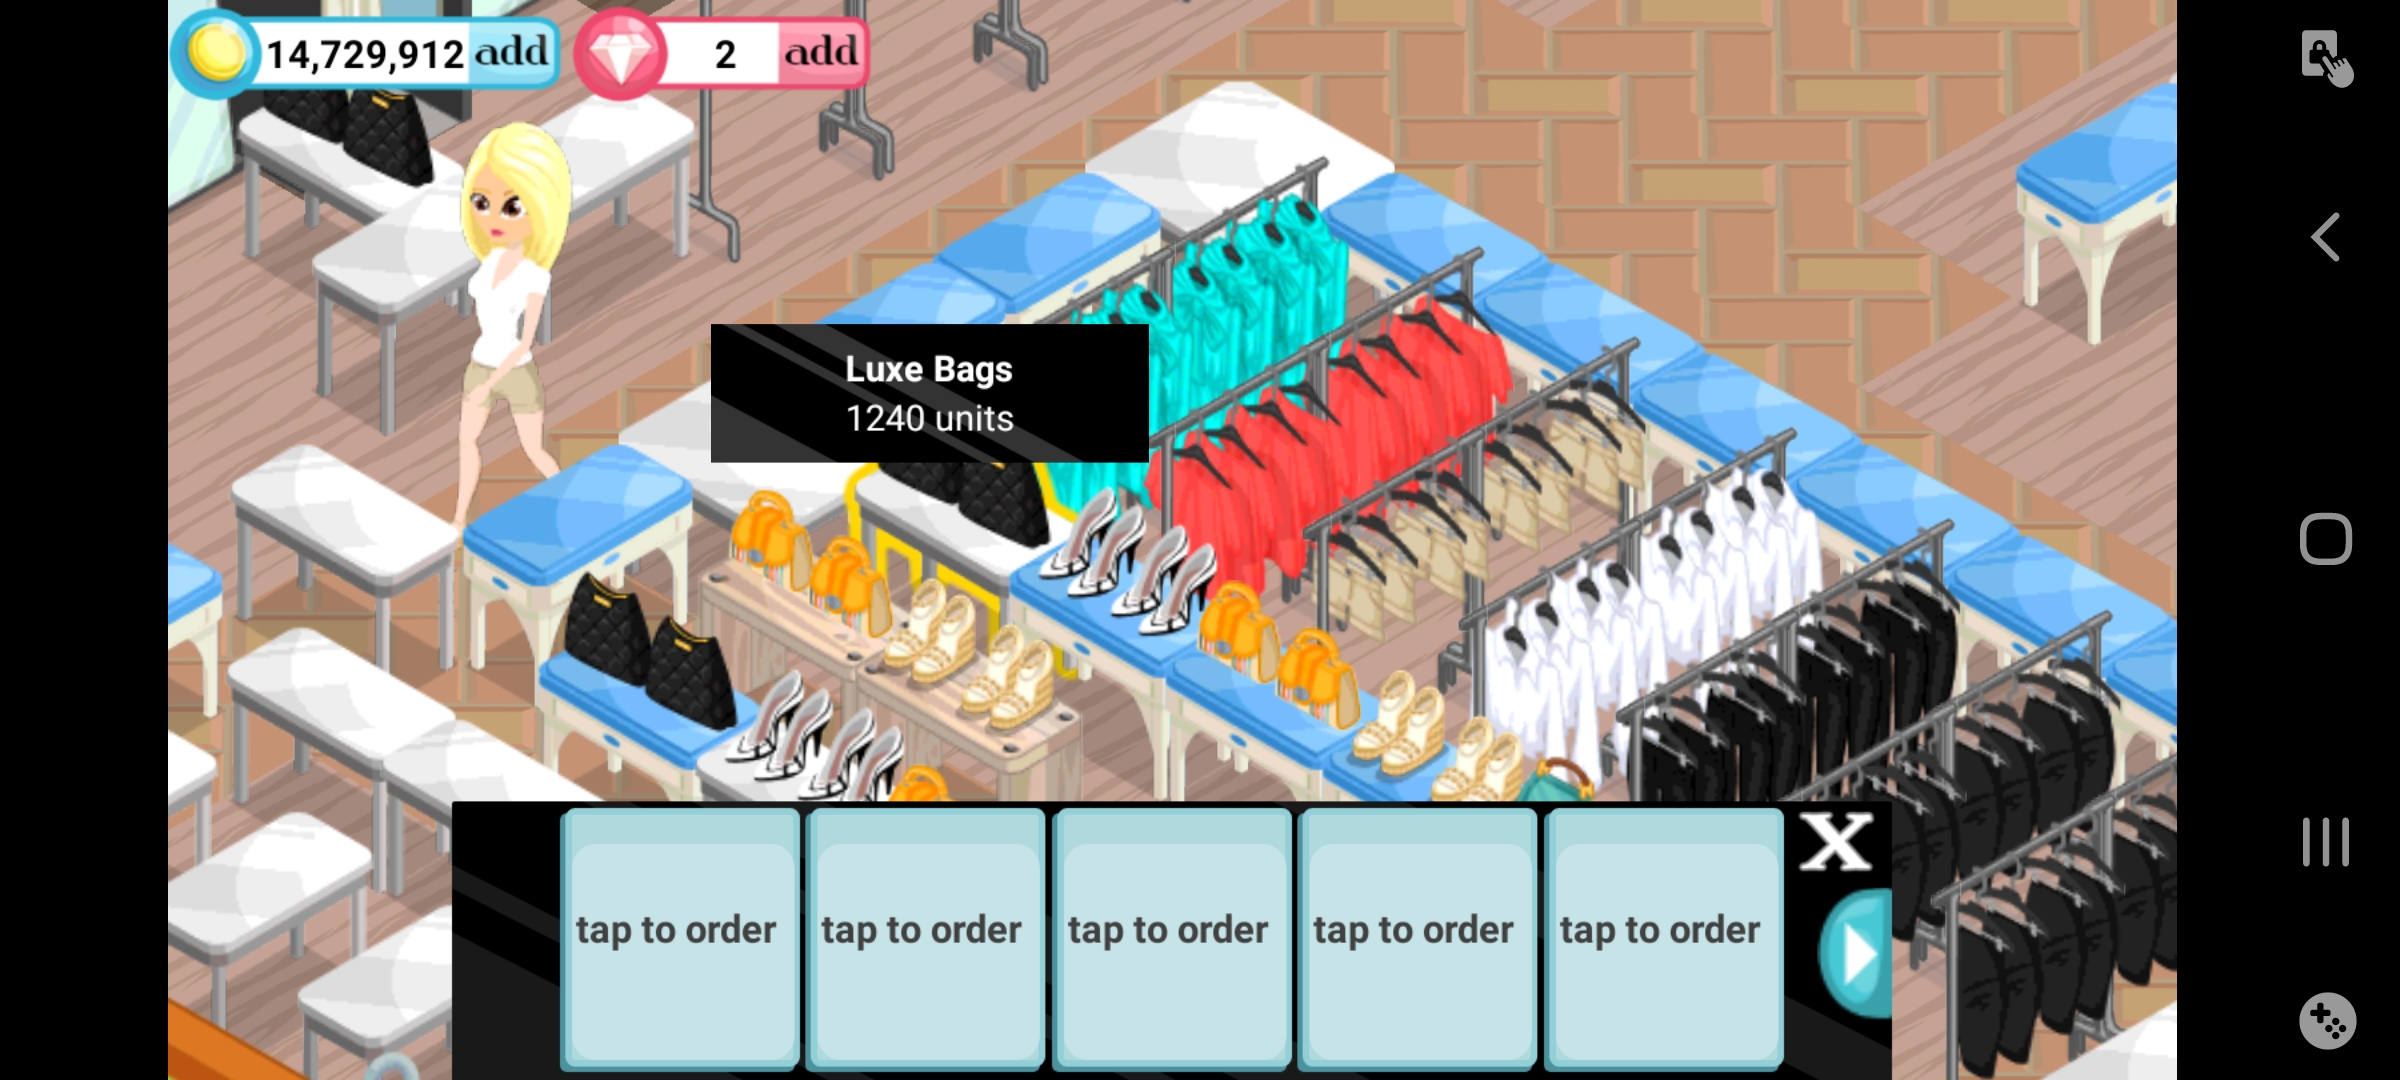 14,729,912 add
2 add
Luxe Bags
1240 units
tap to order
tap to order
tap to order
tap to order
tap to order
X